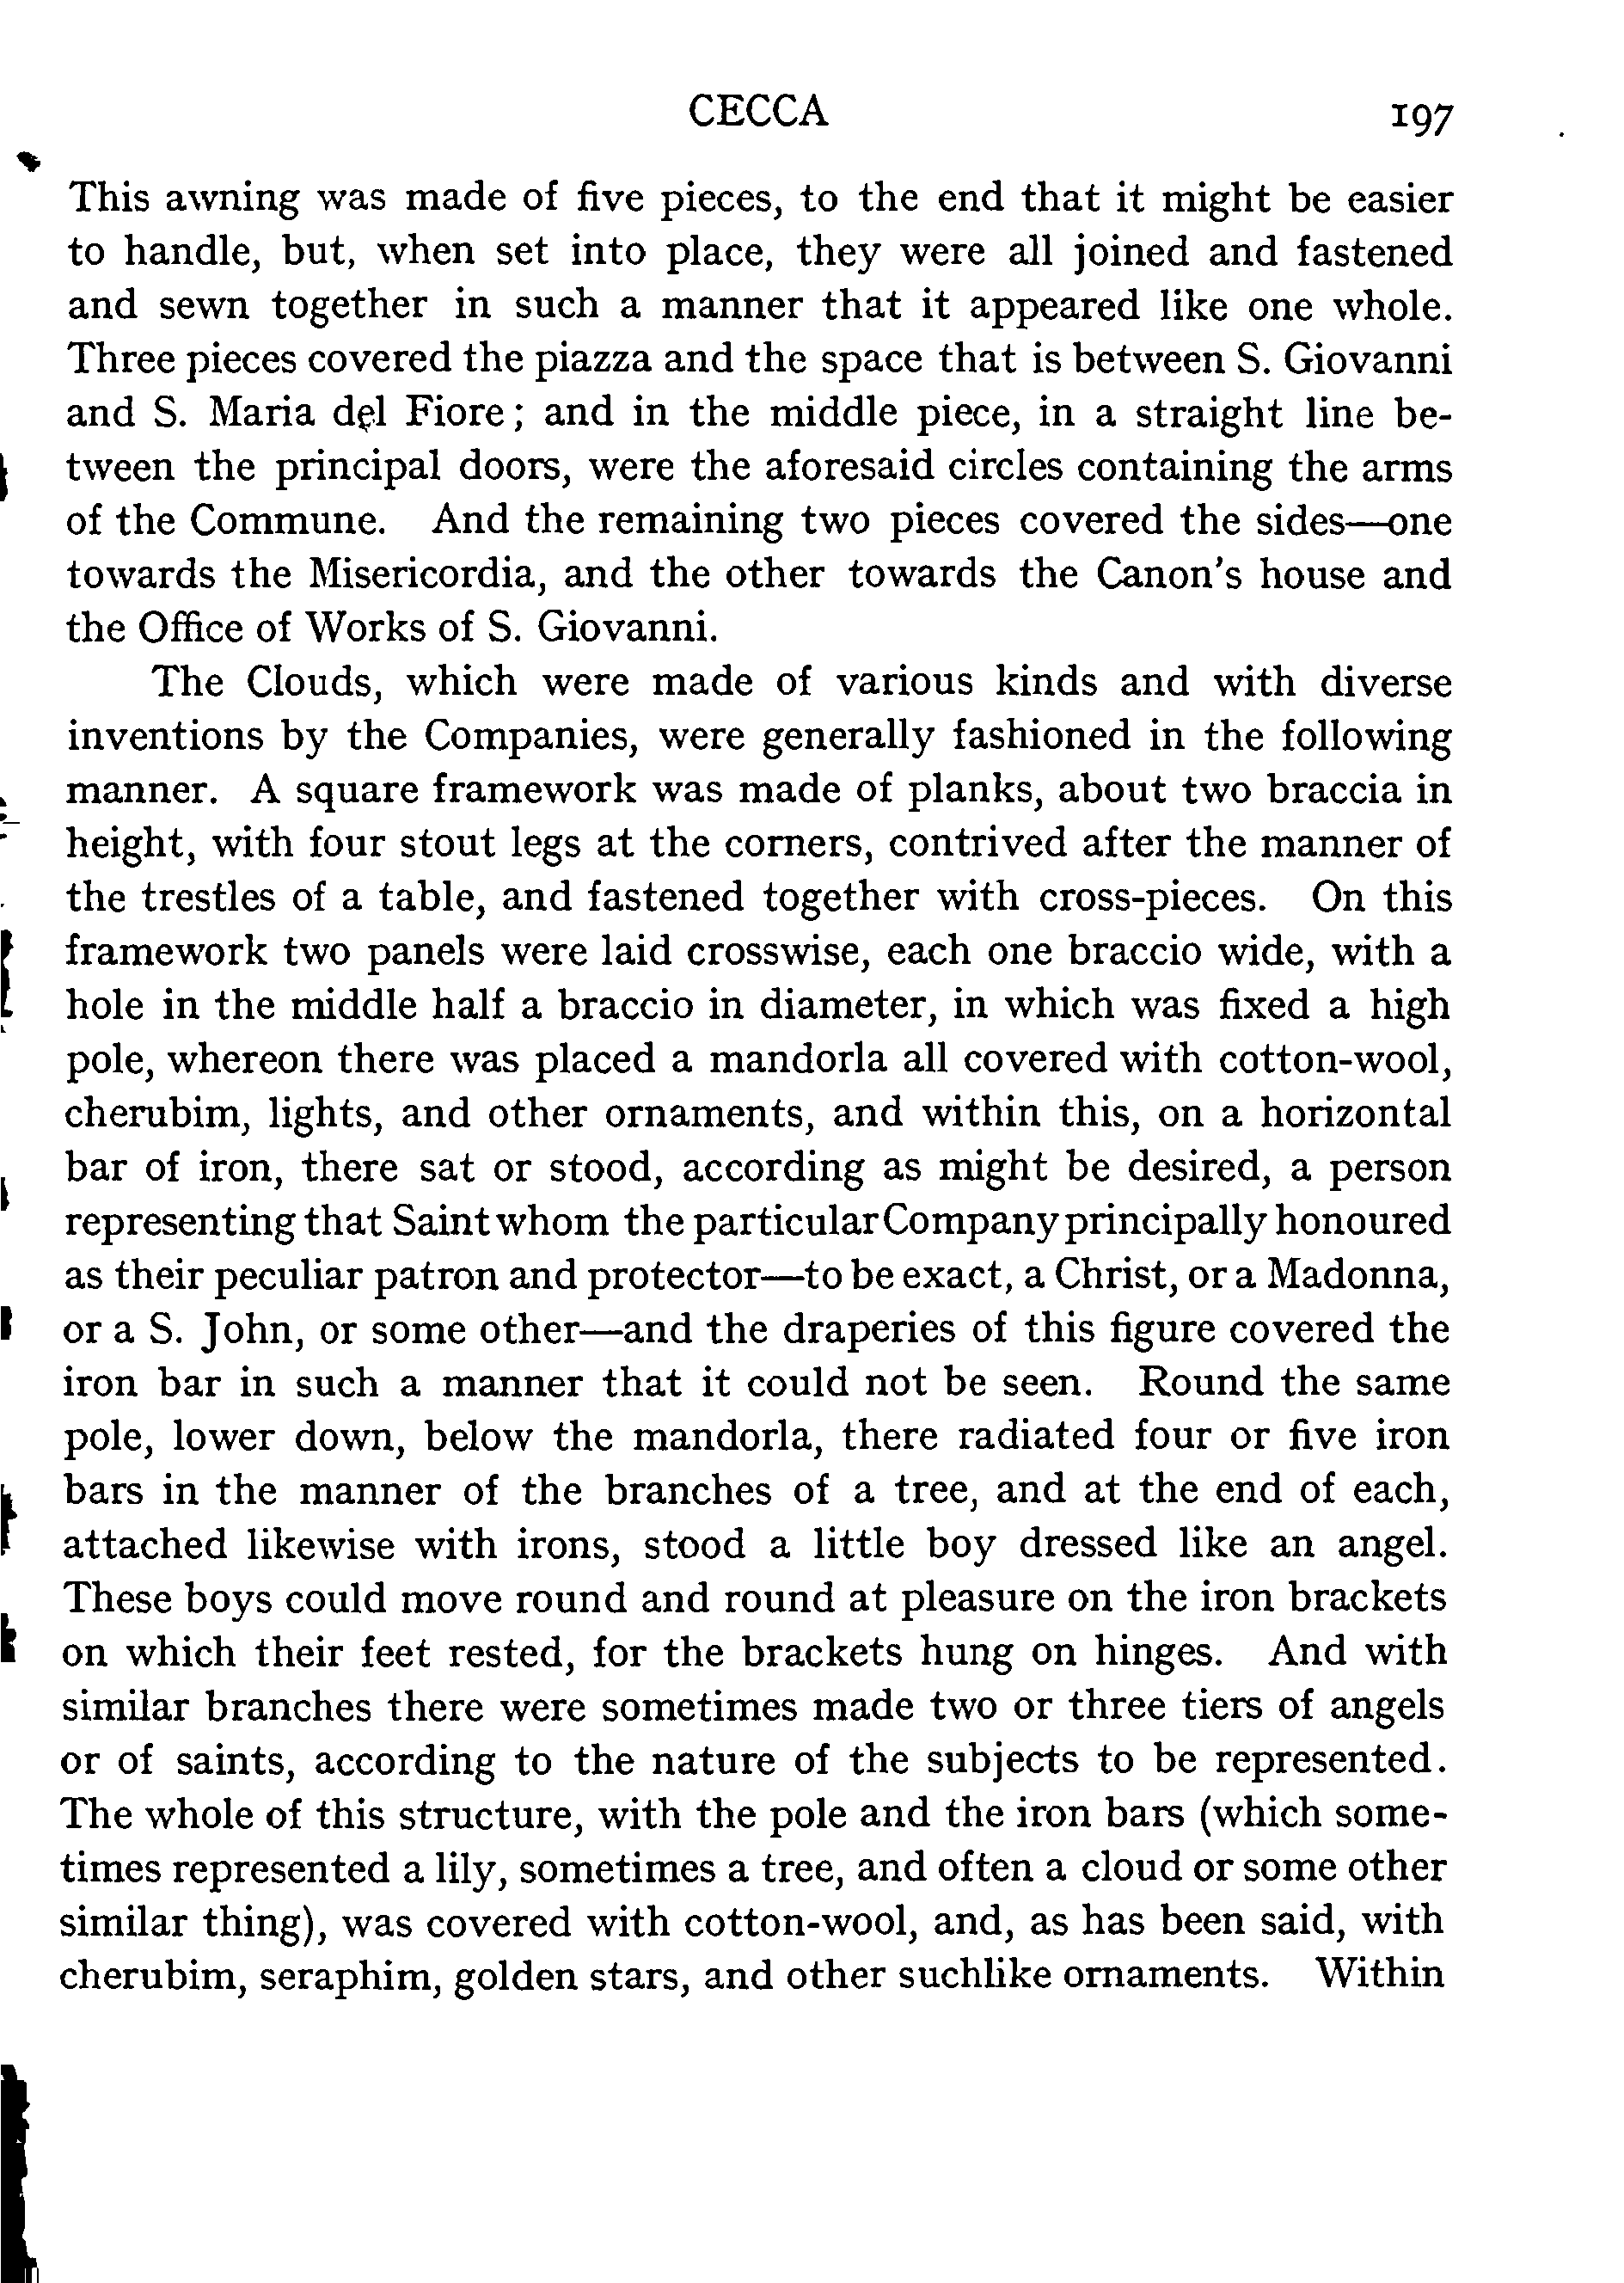 CECCA 197
This awning was made of five pieces, to the end that it might be easier
to handle, but, when set into place, they were all joined and fastened
and sewn together in such a manner that it appeared like one whole.
Three pieces covered the piazza and the space that is between S. Giovanni
and S. Maria del Fiore; and in the middle piece, in a straight line be-
tween the principal doors, were the aforesaid circles containing the arms
of the Commune. And the remaining two pieces covered the sides—one
towards the Misericordia, and the other towards the Canon's house and
the Office of Works of S. Giovanni.
The Clouds, which were made of various kinds and with diverse
inventions by the Companies, were generally fashioned in the following
manner. A square framework was made of planks, about two braccia in
height, with four stout legs at the corners, contrived after the manner of
the trestles of a table, and fastened together with cross-pieces. On this
framework two panels were laid crosswise, each one braccio wide, with a
hole in the middle half a braccio in diameter, in which was fixed a high
pole, whereon there was placed a mandorla all covered with cotton-wool,
cherubim, lights, and other ornaments, and within this, on a horizontal
bar of iron, there sat or stood, according as might be desired, a person
representing that Saint whom the particular Company principally honoured
as their peculiar patron and protector—to be exact, a Christ, or a Madonna,
or a S. John, or some other—and the draperies of this figure covered the
iron bar in such a manner that it could not be seen. Round the same
pole, lower down, below the mandorla, there radiated four or five iron
bars in the manner of the branches of a tree, and at the end of each,
attached likewise with irons, stood a little boy dressed like an angel.
These boys could move round and round at pleasure on the iron brackets
on which their feet rested, for the brackets hung on hinges. And with
similar branches there were sometimes made two or three tiers of angels
or of saints, according to the nature of the subjects to be represented.
The whole of this structure, with the pole and the iron bars (which some-
times represented a lily, sometimes a tree, and often a cloud or some other
similar thing), was covered with cotton-wool, and, as has been said, with
cherubim, seraphim, golden stars, and other suchlike ornaments. Within